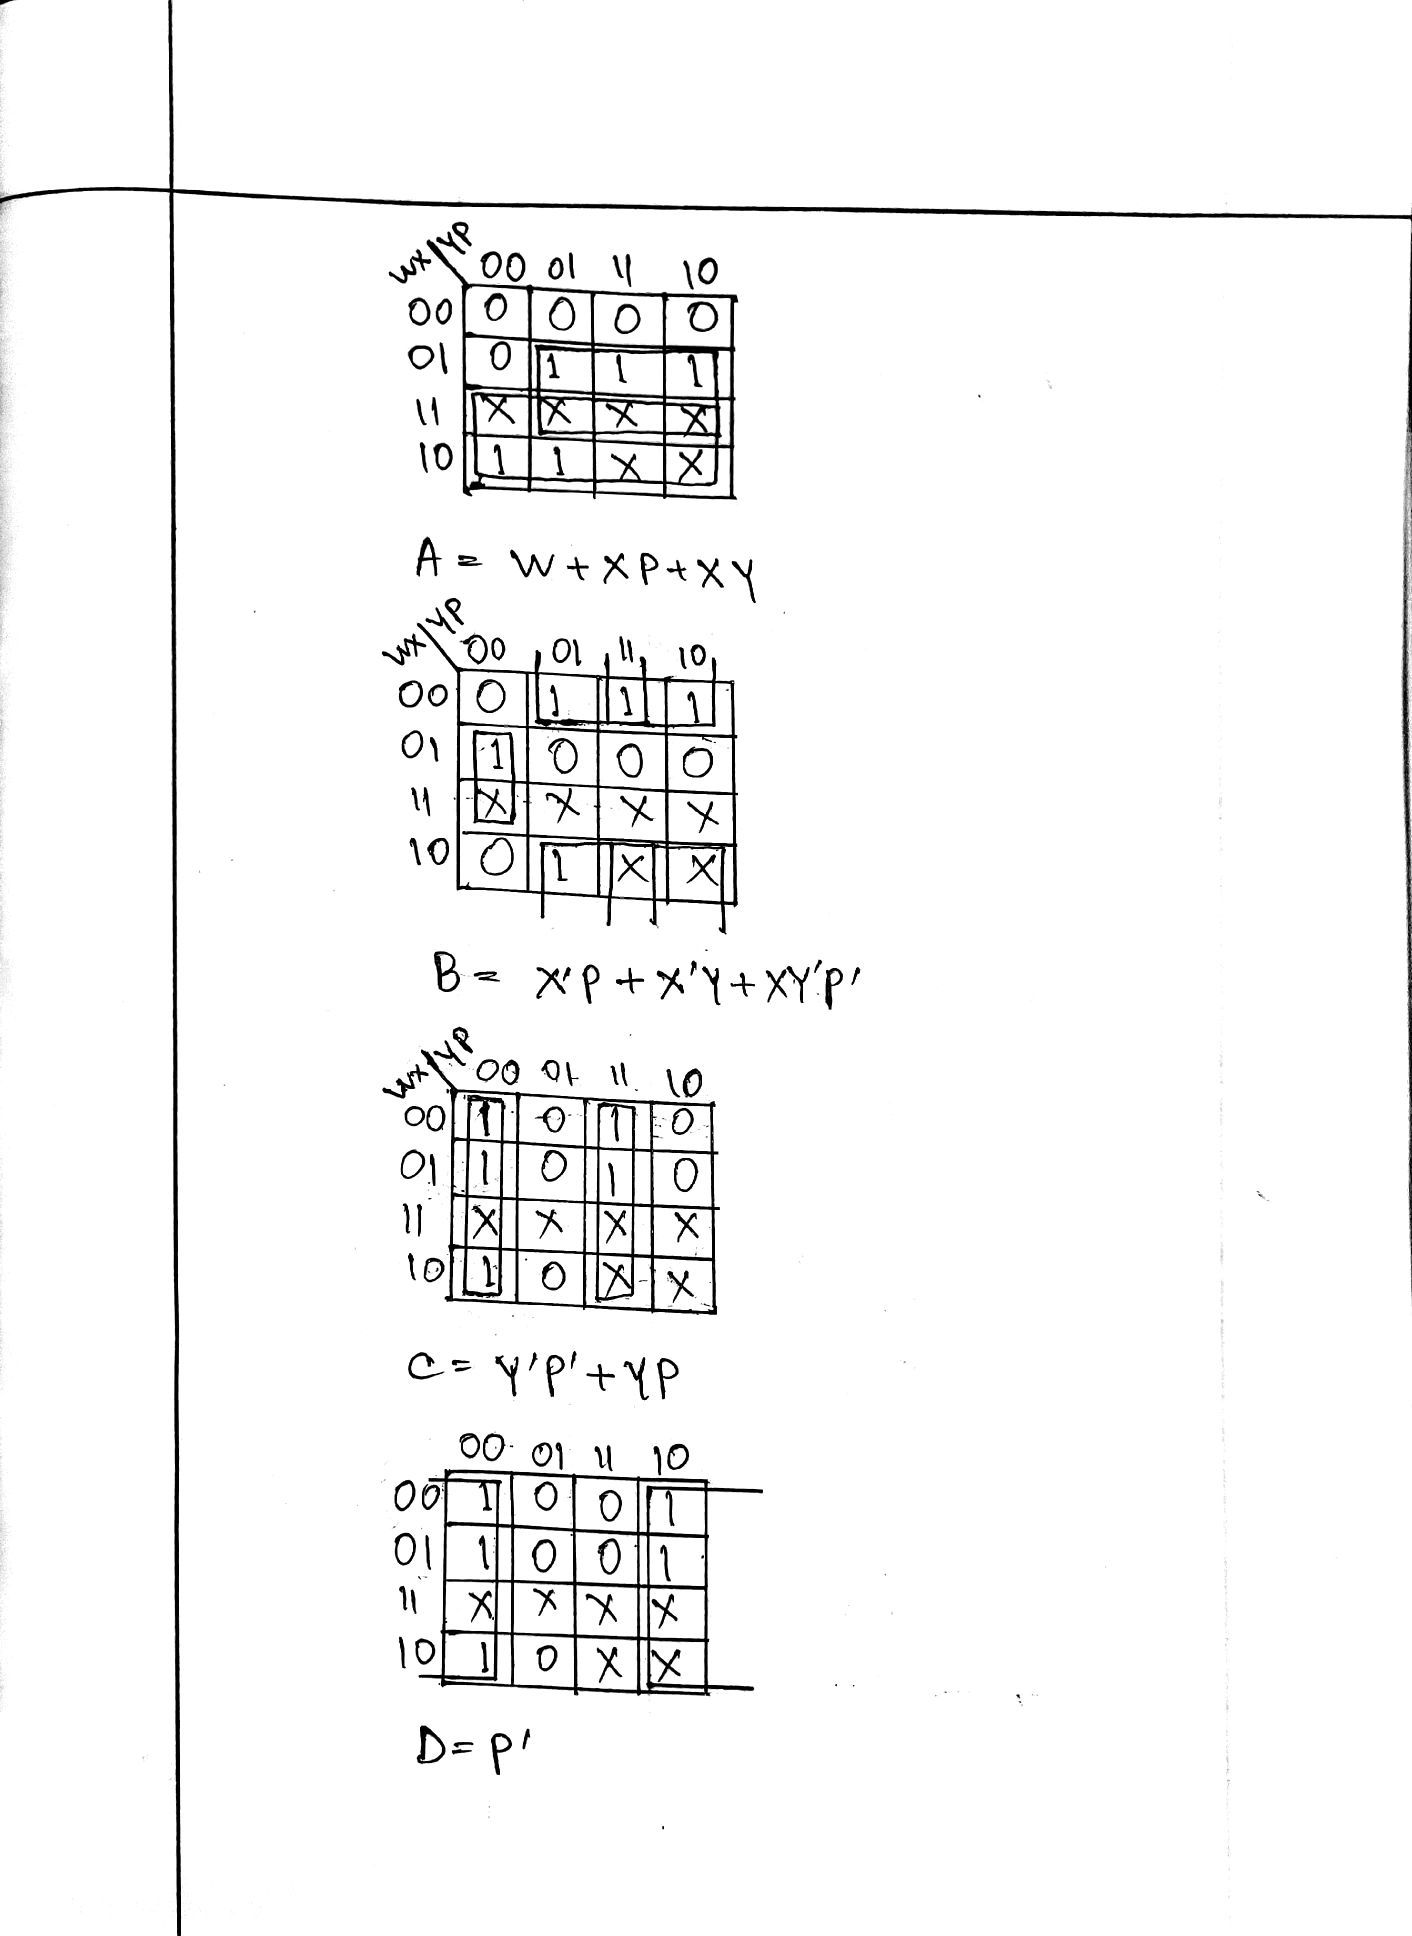 WX/YP 00 01 11 10
00 0 0 0 0
01 0 1 1 1
11 X X X X
10 1 1 X X
A = W + XP + XY
WX/YP 00 01 11 10
00 0 1 1 1
01 1 0 0 0
11 X X X X
10 0 1 X X
B = X'P + X'Y + XY'P'
WX/YP 00 01 11 10
00 1 0 1 0
01 1 0 1 0
11 X X X X
10 1 0 X X
C = Y'P' + YP
00 01 11 10
00 1 0 0 1
01 1 0 0 1
11 X X X X
10 1 0 X X
D = P'